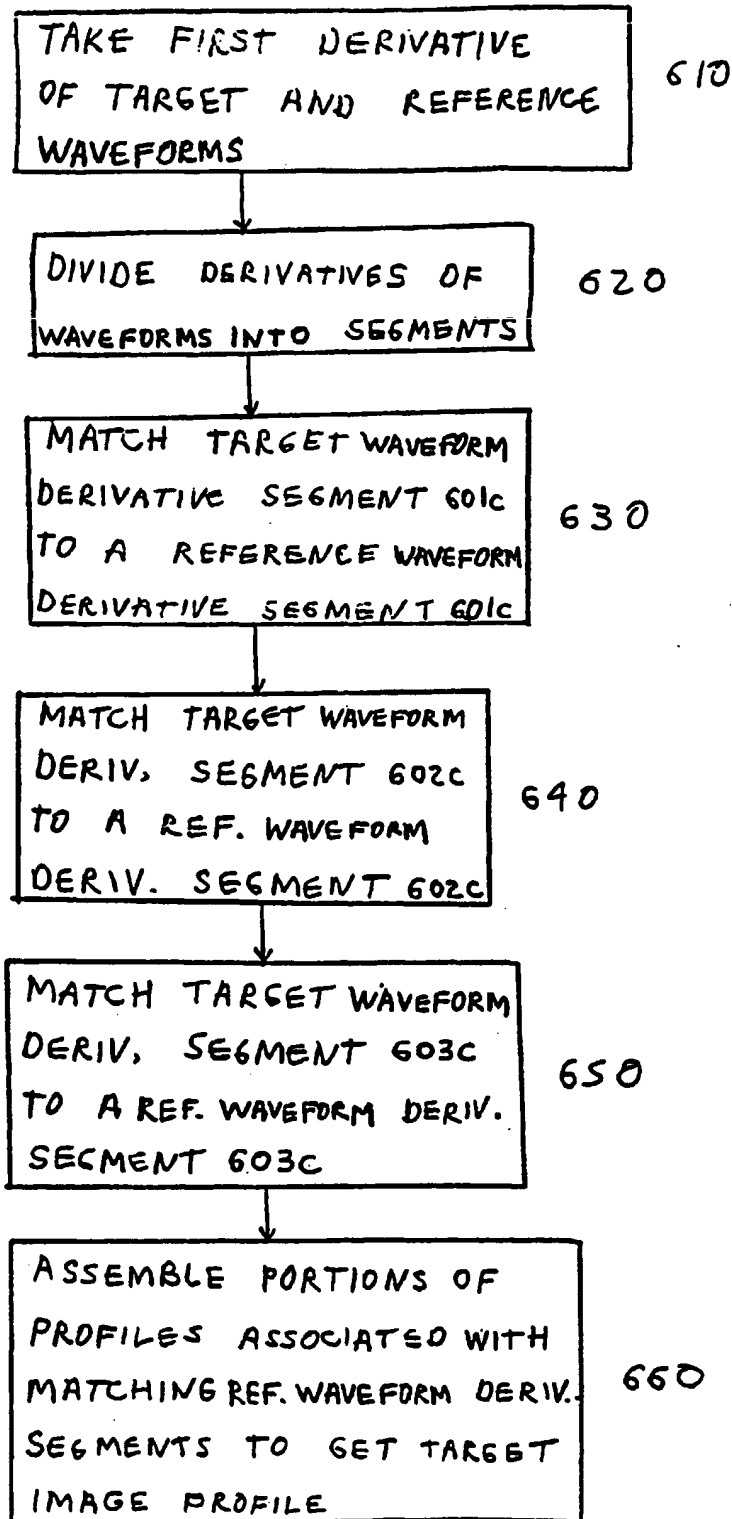 TAKE FIRST DERIVATIVE
OF TARGET AND REFERENCE
WAVEFORMS
610
DIVIDE DERIVATIVES OF
WAVEFORMS INTO SEGMENTS
620
MATCH TARGET WAVEFORM
DERIVATIVE SEGMENT 601c
TO A REFERENCE WAVEFORM
DERIVATIVE SEGMENT 601c
630
MATCH TARGET WAVEFORM
DERIV. SEGMENT 602c
TO A REF. WAVEFORM
DERIV. SEGMENT 602c
640
MATCH TARGET WAVEFORM
DERIV. SEGMENT 603c
TO A REF. WAVEFORM DERIV.
SEGMENT 603c
650
ASSEMBLE PORTIONS OF
PROFILES ASSOCIATED WITH
MATCHING REF. WAVEFORM DERIV.
SEGMENTS TO GET TARGET
IMAGE PROFILE
660